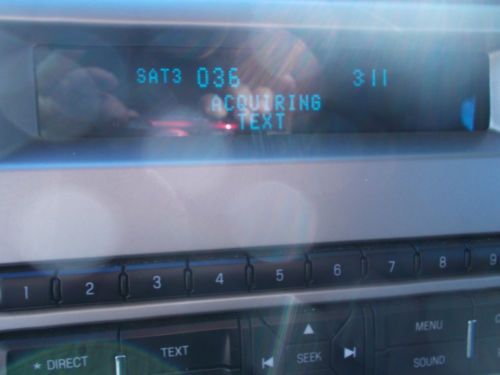 SAT3 036 3:11
ACQUIRING
TEXT
1 2 3 4 5 6 7 8 9
* DIRECT TEXT SEEK MENU
SOUND